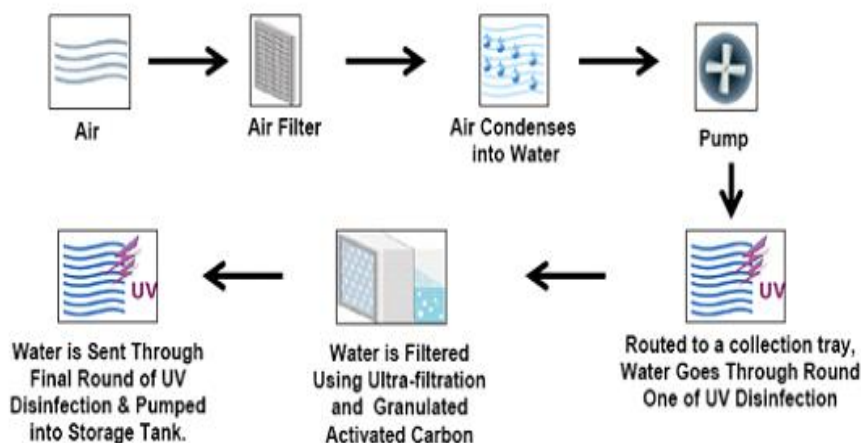 Air
Air Filter
Air Condenses
into Water
Pump
UV
Routed to a collection tray,
Water Goes Through Round
One of UV Disinfection
Water is Filtered
Using Ultra-filtration
and Granulated
Activated Carbon
UV
Water is Sent Through
Final Round of UV
Disinfection & Pumped
into Storage Tank.